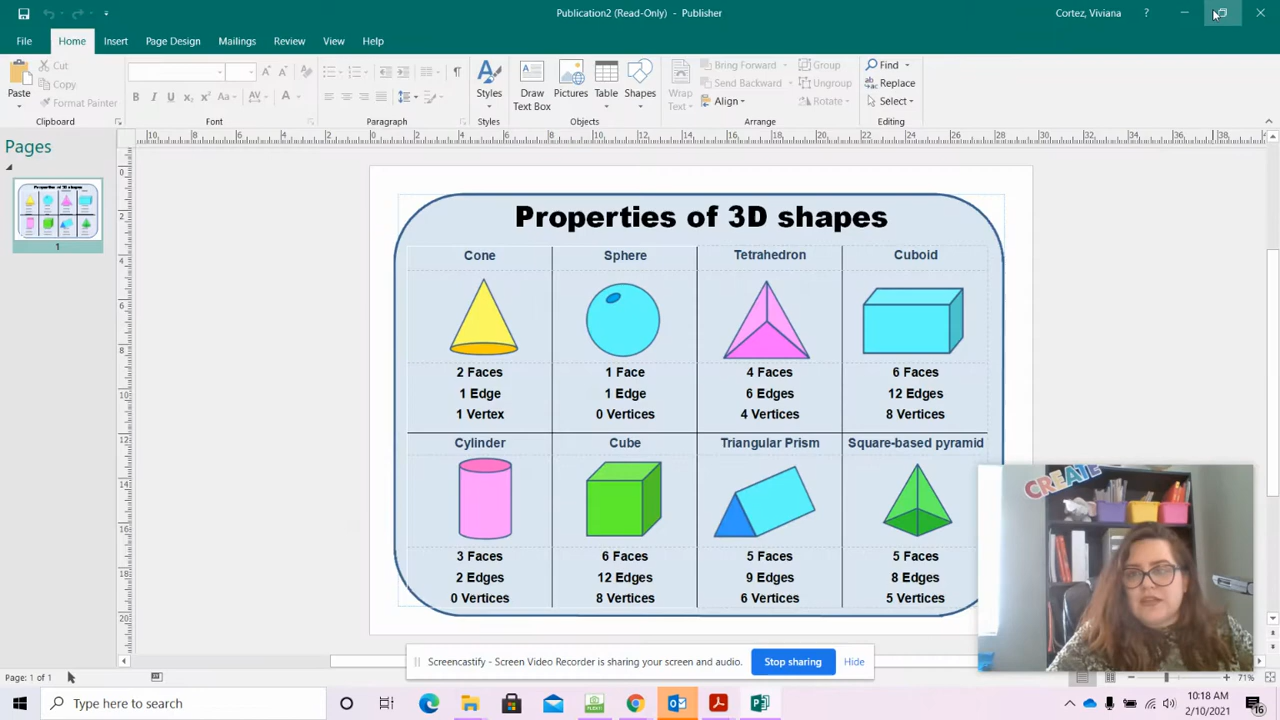 Publication2 (Read-Only) - Publisher
Cortez, Viviana
?
File Home Insert Page Design Mailings Review View Help
Paste
Cut
Copy
Format Painter
Clipboard
Font
Paragraph
Styles
Styles
Draw Text Box
Pictures
Table
Shapes
Objects
Wrap Text
Bring Forward
Send Backward
Align
Group
Ungroup
Rotate
Arrange
Find
Replace
Select
Editing
Pages
1
Properties of 3D shapes
Cone Sphere Tetrahedron Cuboid
2 Faces 1 Face 4 Faces 6 Faces
1 Edge 1 Edge 6 Edges 12 Edges
1 Vertex 0 Vertices 4 Vertices 8 Vertices
Cylinder Cube Triangular Prism Square-based pyramid
3 Faces 6 Faces 5 Faces 5 Faces
2 Edges 12 Edges 9 Edges 8 Edges
0 Vertices 8 Vertices 6 Vertices 5 Vertices
CREATE
Screencastify - Screen Video Recorder is sharing your screen and audio.
Stop sharing
Hide
Page: 1 of 1
71%
Type here to search
10:18 AM
2/10/2021
16